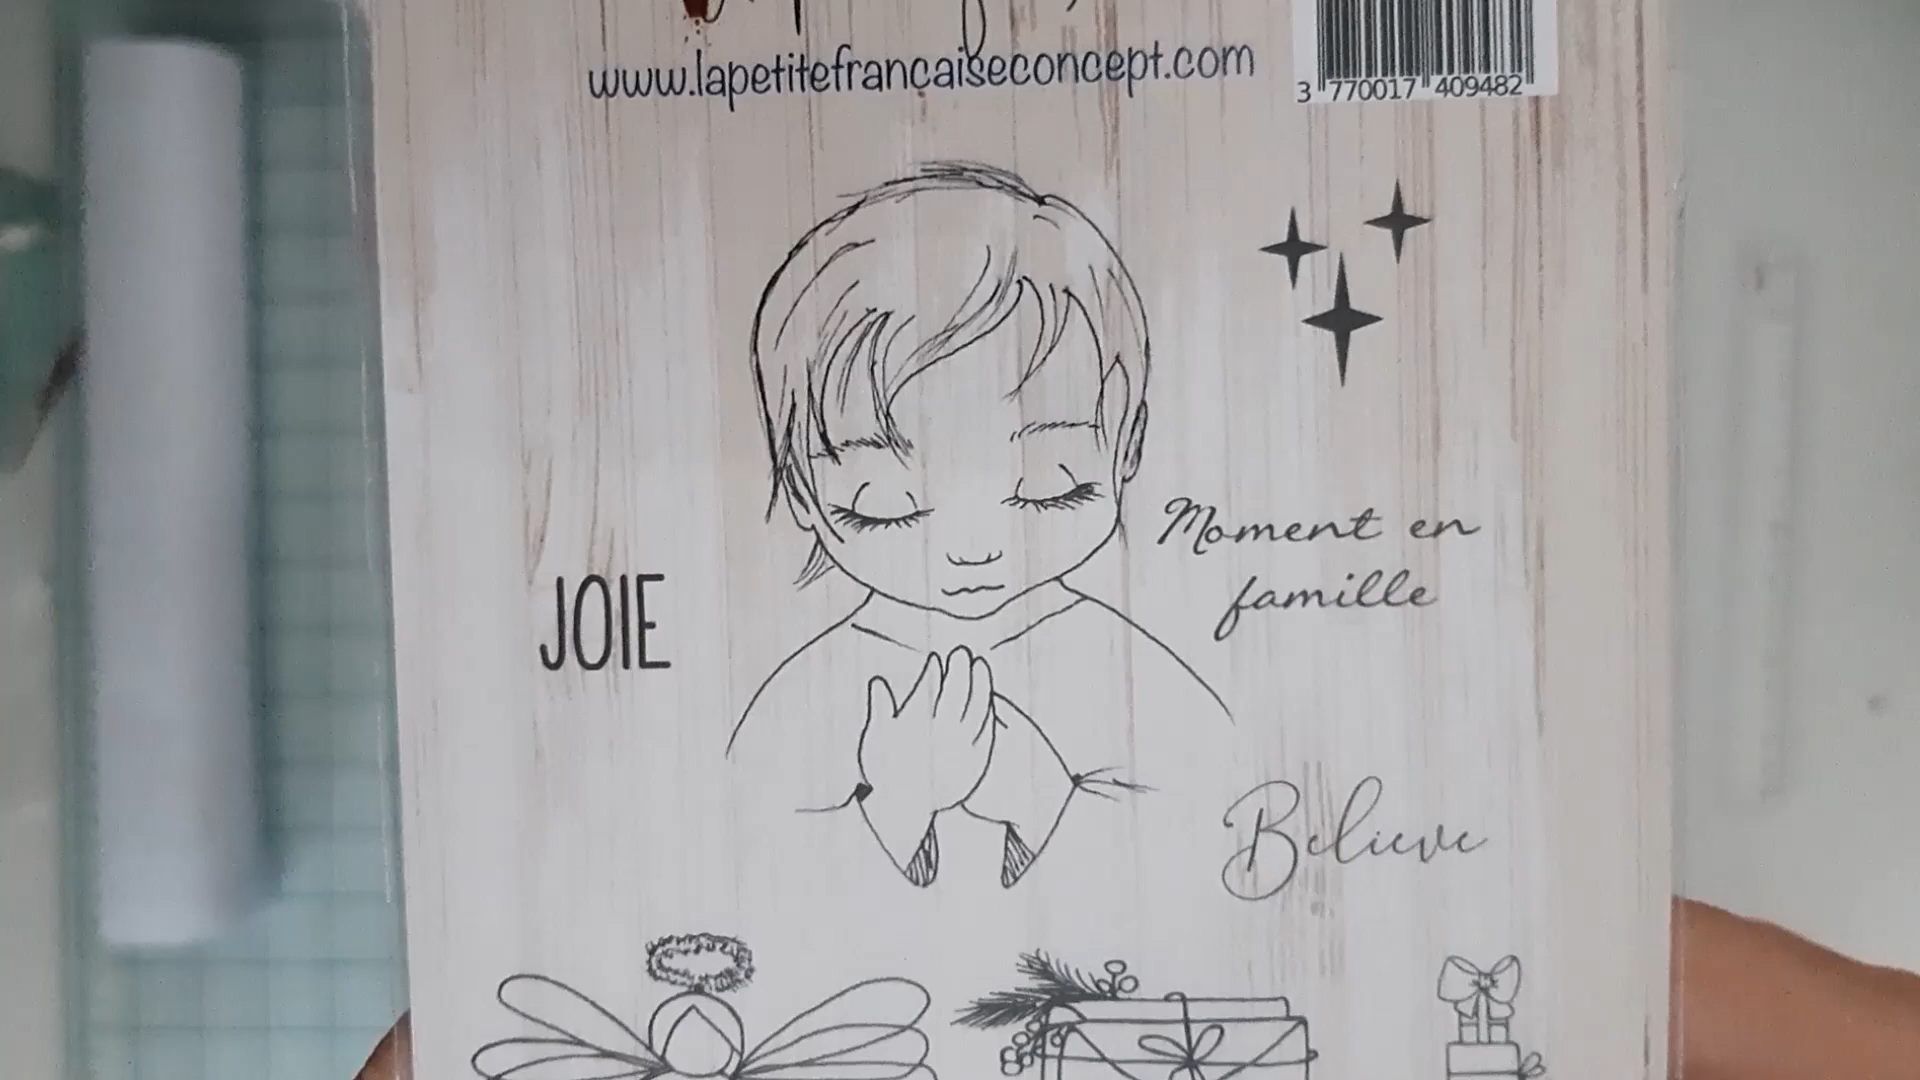 www.lapetitefrancaiseconcept.com
3 770017 409482
Moment en
famille
JOIE
Believe